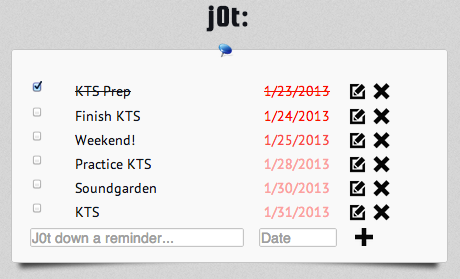 j0t:
KTS Prep 1/23/2013
Finish KTS 1/24/2013
Weekend! 1/25/2013
Practice KTS 1/28/2013
Soundgarden 1/30/2013
KTS 1/31/2013
J0t down a reminder... Date